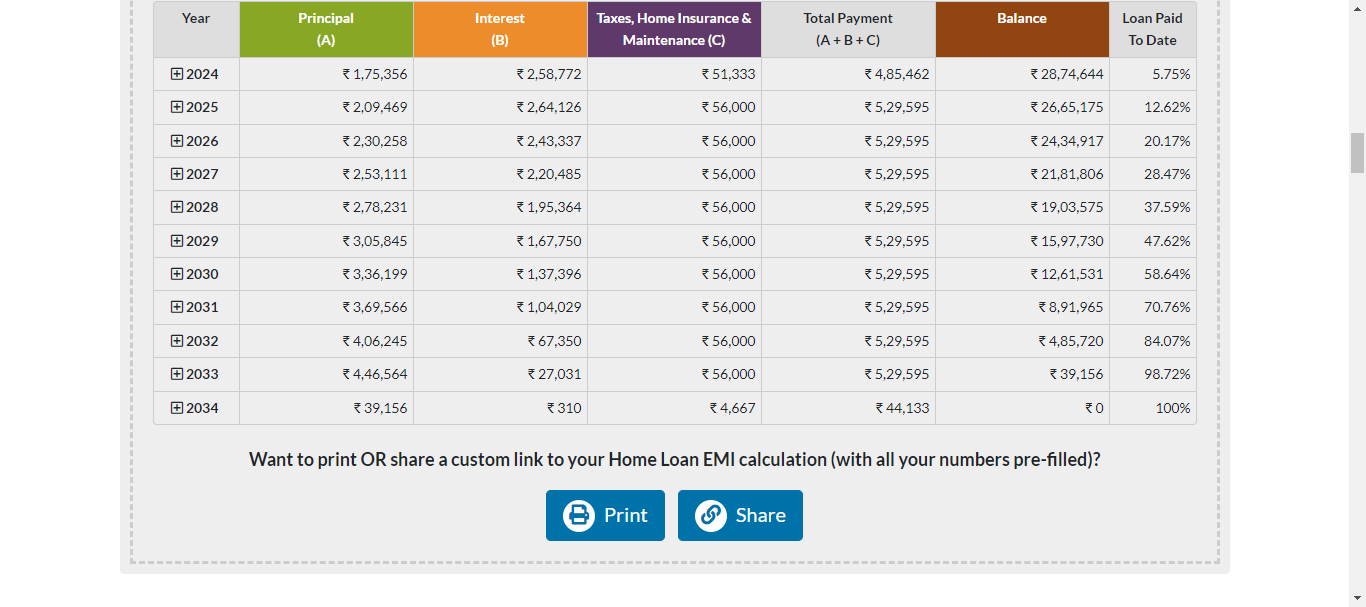 Year Principal Interest Taxes, Home Insurance & Total Payment Balance Loan Paid
(A) (B) Maintenance (C) (A + B + C) To Date
2024 ₹ 1,75,356 ₹ 2,58,772 ₹ 51,333 ₹ 4,85,462 ₹ 28,74,644 5.75%
2025 ₹ 2,09,469 ₹ 2,64,126 ₹ 56,000 ₹ 5,29,595 ₹ 26,65,175 12.62%
2026 ₹ 2,30,258 ₹ 2,43,337 ₹ 56,000 ₹ 5,29,595 ₹ 24,34,917 20.17%
2027 ₹ 2,53,111 ₹ 2,20,485 ₹ 56,000 ₹ 5,29,595 ₹ 21,81,806 28.47%
2028 ₹ 2,78,231 ₹ 1,95,364 ₹ 56,000 ₹ 5,29,595 ₹ 19,03,575 37.59%
2029 ₹ 3,05,845 ₹ 1,67,750 ₹ 56,000 ₹ 5,29,595 ₹ 15,97,730 47.62%
2030 ₹ 3,36,199 ₹ 1,37,396 ₹ 56,000 ₹ 5,29,595 ₹ 12,61,531 58.64%
2031 ₹ 3,69,566 ₹ 1,04,029 ₹ 56,000 ₹ 5,29,595 ₹ 8,91,965 70.76%
2032 ₹ 4,06,245 ₹ 67,350 ₹ 56,000 ₹ 5,29,595 ₹ 4,85,720 84.07%
2033 ₹ 4,46,564 ₹ 27,031 ₹ 56,000 ₹ 5,29,595 ₹ 39,156 98.72%
2034 ₹ 39,156 ₹ 310 ₹ 4,667 ₹ 44,133 ₹ 0 100%
Want to print OR share a custom link to your Home Loan EMI calculation (with all your numbers pre-filled)?
Print Share